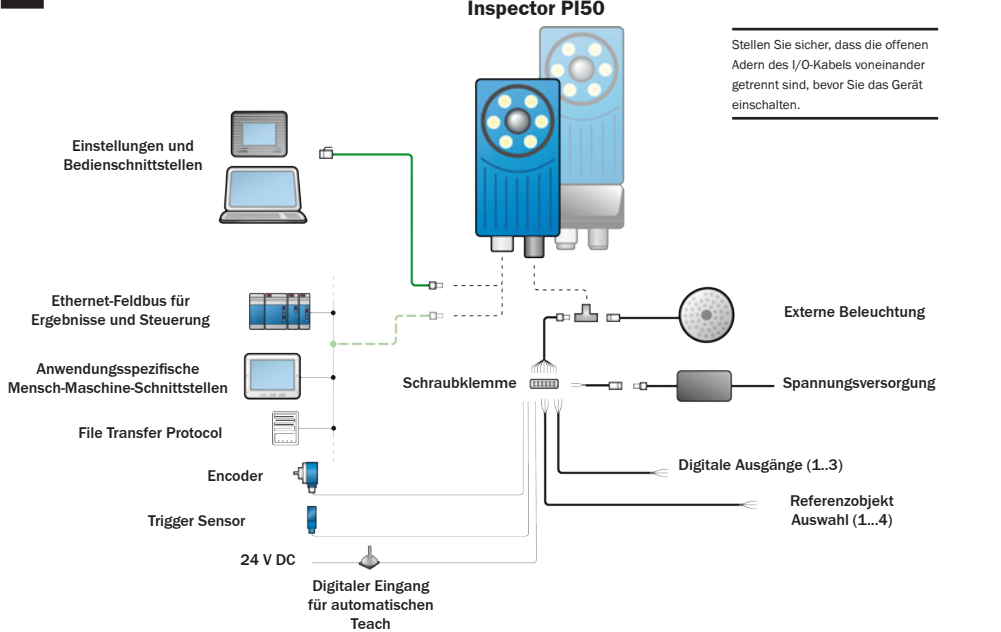 Inspector PI50
Stellen Sie sicher, dass die offenen
Adern des I/O-Kabels voneinander
getrennt sind, bevor Sie das Gerät
einschalten.
Einstellungen und
Bedienschnittstellen
Ethernet-Feldbus für
Ergebnisse und Steuerung
Externe Beleuchtung
Anwendungsspezifische
Mensch-Maschine-Schnittstellen
Schraubklemme
Spannungsversorgung
File Transfer Protocol
Encoder
Digitale Ausgänge (1..3)
Referenzobjekt
Auswahl (1...4)
Trigger Sensor
24 V DC
Digitaler Eingang
für automatischen
Teach